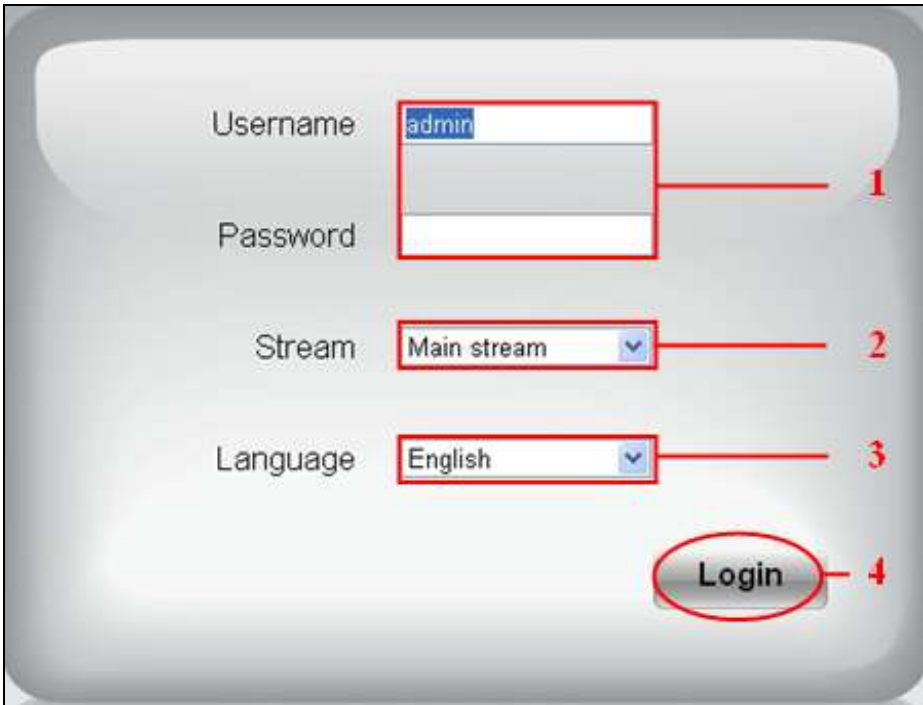 Username admin
1
Password
Stream Main stream 2
Language English 3
Login 4